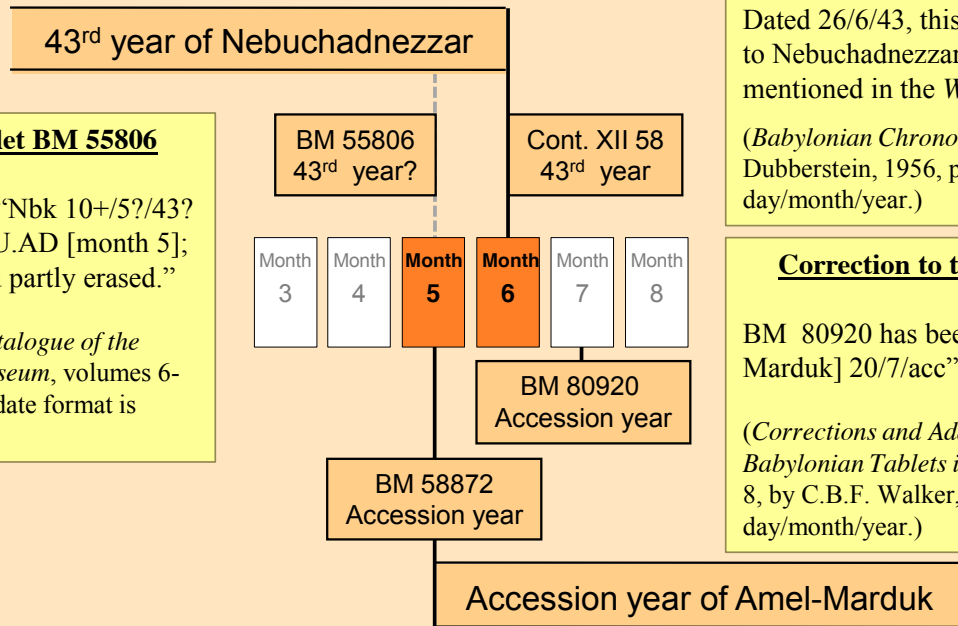 43rd year of Nebuchadnezzar
let BM 55806
"Nbk 10+/5?/43?
U.AD [month 5];
partly erased."
talogue of the
seum, volumes 6-
date format is
BM 55806
43rd year?
Cont. XII 58
43rd year
Month
3
Month
4
Month
5
Month
6
Month
7
Month
8
BM 80920
Accession year
BM 58872
Accession year
Accession year of Amel-Marduk
Dated 26/6/43, this
to Nebuchadnezzar
mentioned in the W
(Babylonian Chrono
Dubberstein, 1956, p
day/month/year.)
Correction to t
BM 80920 has bee
Marduk] 20/7/acc"
(Corrections and Ad
Babylonian Tablets i
8, by C.B.F. Walker,
day/month/year.)